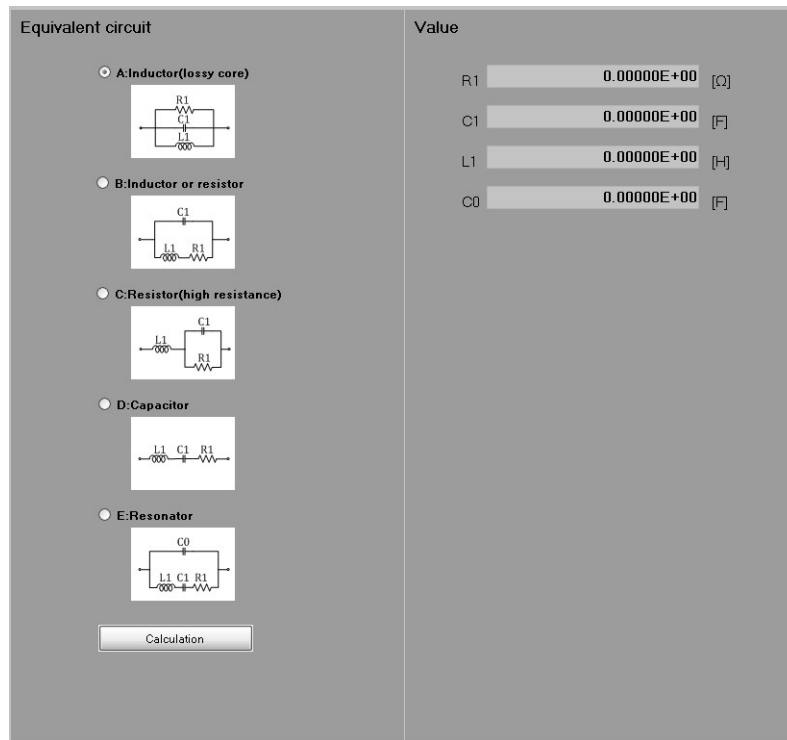 Equivalent circuit
A:Inductor(lossy core)
R1
C1
L1
B:Inductor or resistor
C1
L1 R1
C:Resistor(high resistance)
C1
L1
R1
D:Capacitor
L1 C1 R1
E:Resonator
C0
L1 C1 R1
Calculation
Value
R1 0.00000E+00 [Ω]
C1 0.00000E+00 [F]
L1 0.00000E+00 [H]
C0 0.00000E+00 [F]